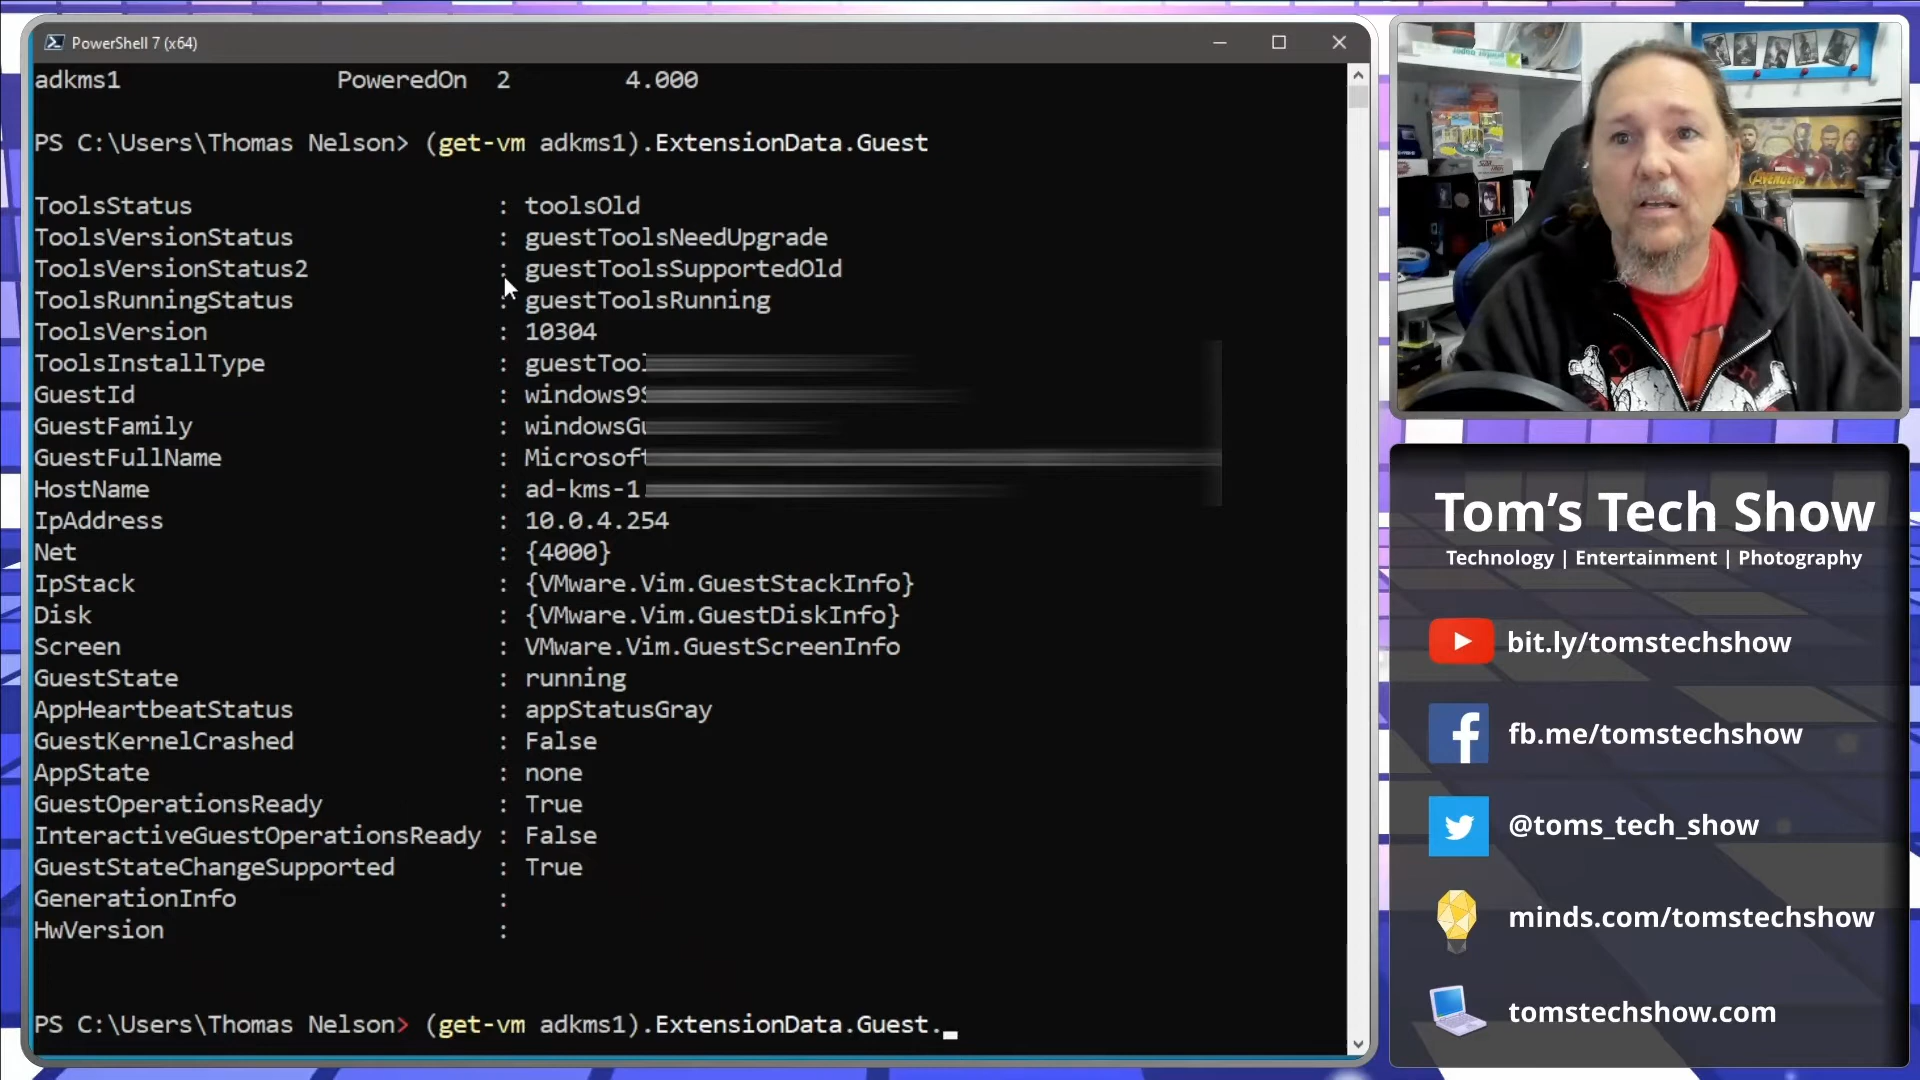 PowerShell 7 (x64)
adkms1 PoweredOn 2 4.000
PS C:\Users\Thomas Nelson> (get-vm adkms1).ExtensionData.Guest
ToolsStatus : toolsOld
ToolsVersionStatus : guestToolsNeedUpgrade
ToolsVersionStatus2 : guestToolsSupportedOld
ToolsRunningStatus : guestToolsRunning
ToolsVersion : 10304
ToolsInstallType : guestTool
GuestId : windows9
GuestFamily : windowsGu
GuestFullName : Microsoft
HostName : ad-kms-1
IpAddress : 10.0.4.254
Net : {4000}
IpStack : {VMware.Vim.GuestStackInfo}
Disk : {VMware.Vim.GuestDiskInfo}
Screen : VMware.Vim.GuestScreenInfo
GuestState : running
AppHeartbeatStatus : appStatusGray
GuestKernelCrashed : False
AppState : none
GuestOperationsReady : True
InteractiveGuestOperationsReady : False
GuestStateChangeSupported : True
GenerationInfo :
HwVersion :
PS C:\Users\Thomas Nelson> (get-vm adkms1).ExtensionData.Guest._
AVENGERS
Tom's Tech Show
Technology | Entertainment | Photography
bit.ly/tomstechshow
fb.me/tomstechshow
@toms_tech_show
minds.com/tomstechshow
tomstechshow.com